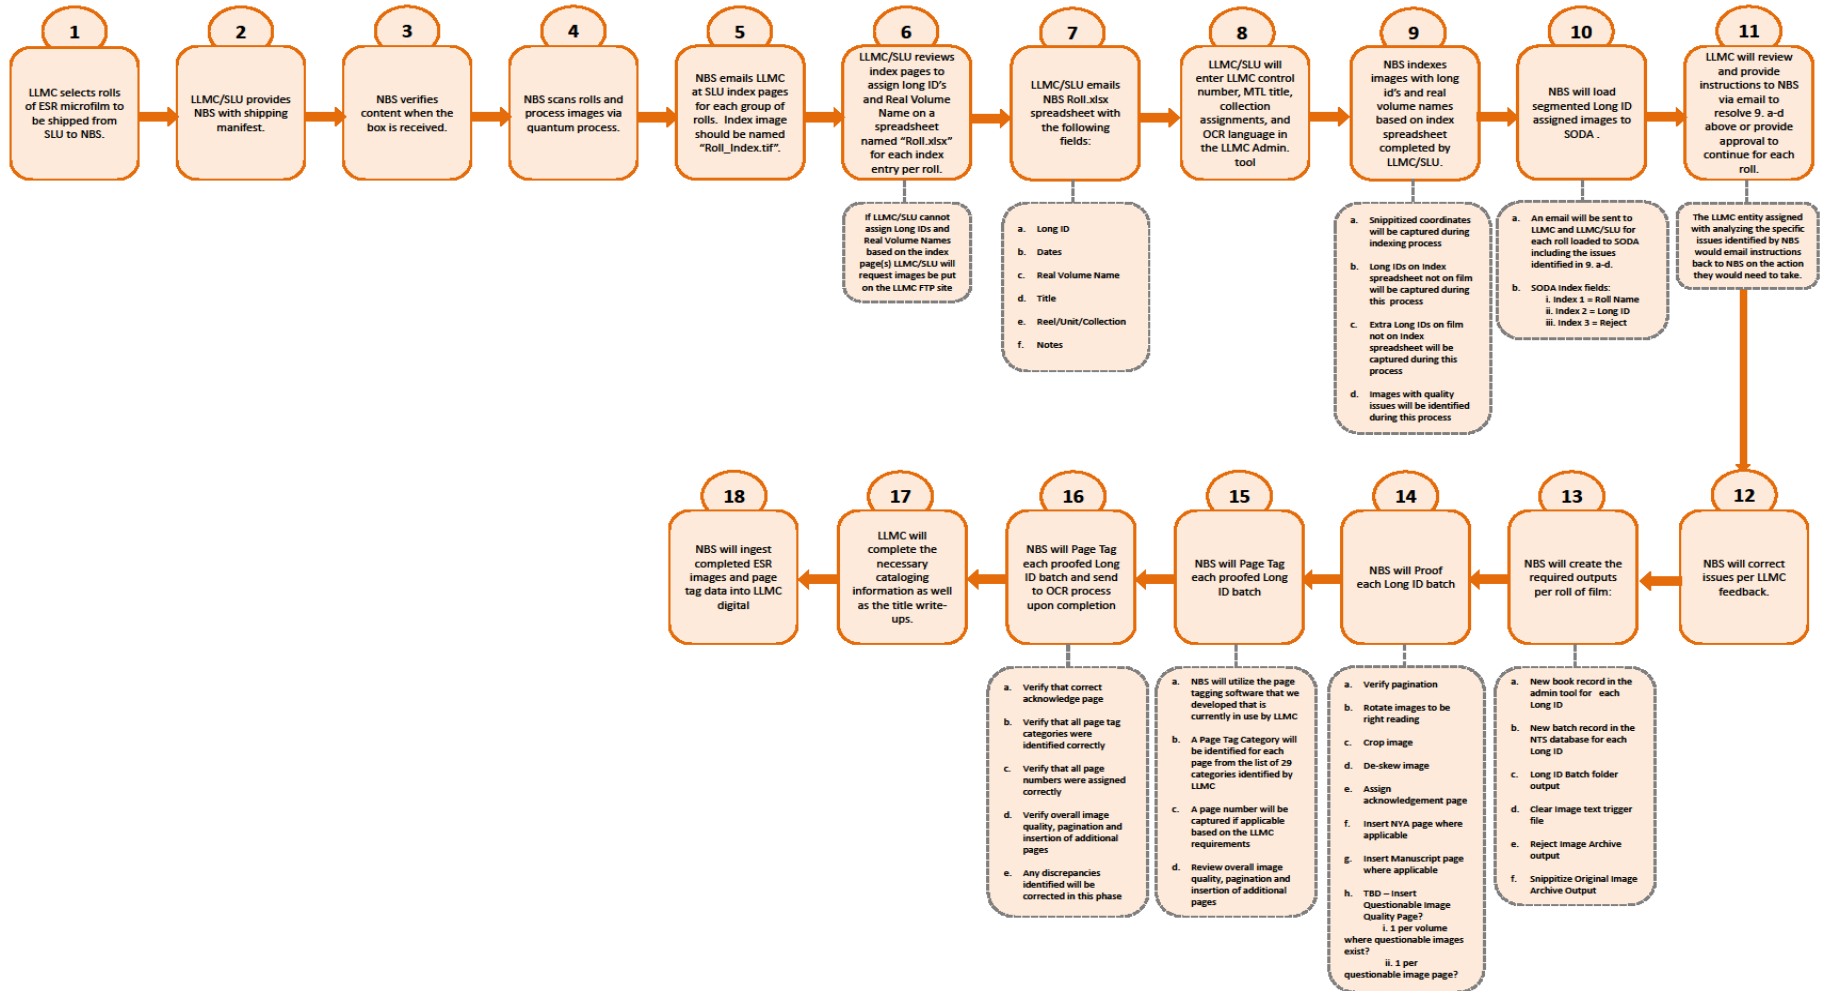 1
LLMC selects rolls
of ESR microfilm to
be shipped from
SLU to NBS.
2
LLMC/SLU provides
NBS with shipping
manifest.
3
NBS verifies
content when the
box is received.
4
NBS scans rolls and
process images via
quantum process.
5
NBS emails LLMC
at SLU index pages
for each group of
rolls. Index image
should be named
“Roll_Index.tif”.
6
LLMC/SLU reviews
index pages to
assign long ID’s
and Real Volume
Name on a
spreadsheet
named “Roll.xlsx”
for each index
entry per roll.
If LLMC/SLU cannot
assign Long IDs and
Real Volume Names
based on the index
page(s) LLMC/SLU will
request images be put
on the LLMC FTP site
7
LLMC/SLU emails
NBS Roll.xlsx
spreadsheet with
the following
fields:
a. Long ID
b. Dates
c. Real Volume Name
d. Title
e. Reel/Unit/Collection
f. Notes
8
LLMC/SLU will
enter LLMC control
number, MTL title,
collection
assignments, and
OCR language in
the LLMC Admin.
tool
9
NBS indexes
images with long
id’s and real
volume names
based on index
spreadsheet
completed by
LLMC/SLU.
a. Snippitized coordinates
will be captured during
indexing process
b. Long IDs on Index
spreadsheet not on film
will be captured during
this process
c. Extra Long IDs on film
not on Index
spreadsheet will be
captured during this
process
d. Images with quality
issues will be identified
during this process
10
NBS will load
segmented Long ID
assigned images to
SODA .
a. An email will be sent to
LLMC and LLMC/SLU for
each roll loaded to SODA
including the issues
identified in 9. a-d.
b. SODA Index fields:
i. Index 1 = Roll Name
ii. Index 2 = Long ID
iii. Index 3 = Reject
11
LLMC will review
and provide
instructions to NBS
via email to
resolve 9. a-d
above or provide
approval to
continue for each
roll.
The LLMC entity assigned
with analyzing the specific
issues identified by NBS
would email instructions
back to NBS on the action
they would need to take.
12
NBS will correct
issues per LLMC
feedback.
13
NBS will create the
required outputs
per roll of film:
a. New book record in the
admin tool for each
Long ID
b. New batch record in the
NTS database for each
Long ID
c. Long ID Batch folder
output
d. Clear Image text trigger
file
e. Reject Image Archive
output
f. Snippitize Original Image
Archive Output
14
NBS will Proof
each Long ID batch
a. Verify pagination
b. Rotate images to be
right reading
c. Crop image
d. De-skew image
e. Assign
acknowledgement page
f. Insert NYA page where
applicable
g. Insert Manuscript page
where applicable
h. TBD – Insert
Questionable Image
Quality Page?
i. 1 per volume
where questionable images
exist?
ii. 1 per
questionable image page?
15
NBS will Page Tag
each proofed Long
ID batch
a. NBS will utilize the page
tagging software that we
developed that is
currently in use by LLMC
b. A Page Tag Category will
be identified for each
page from the list of 29
categories identified by
LLMC
c. A page number will be
captured if applicable
based on the LLMC
requirements
d. Review overall image
quality, pagination and
insertion of additional
pages
16
NBS will Page Tag
each proofed Long
ID batch and send
to OCR process
upon completion
a. Verify that correct
acknowledge page
b. Verify that all page tag
categories were
identified correctly
c. Verify that all page
numbers were assigned
correctly
d. Verify overall image
quality, pagination and
insertion of additional
pages
e. Any discrepancies
identified will be
corrected in this phase
17
LLMC will
complete the
necessary
cataloging
information as well
as the title write-
ups.
18
NBS will ingest
completed ESR
images and page
tag data into LLMC
digital